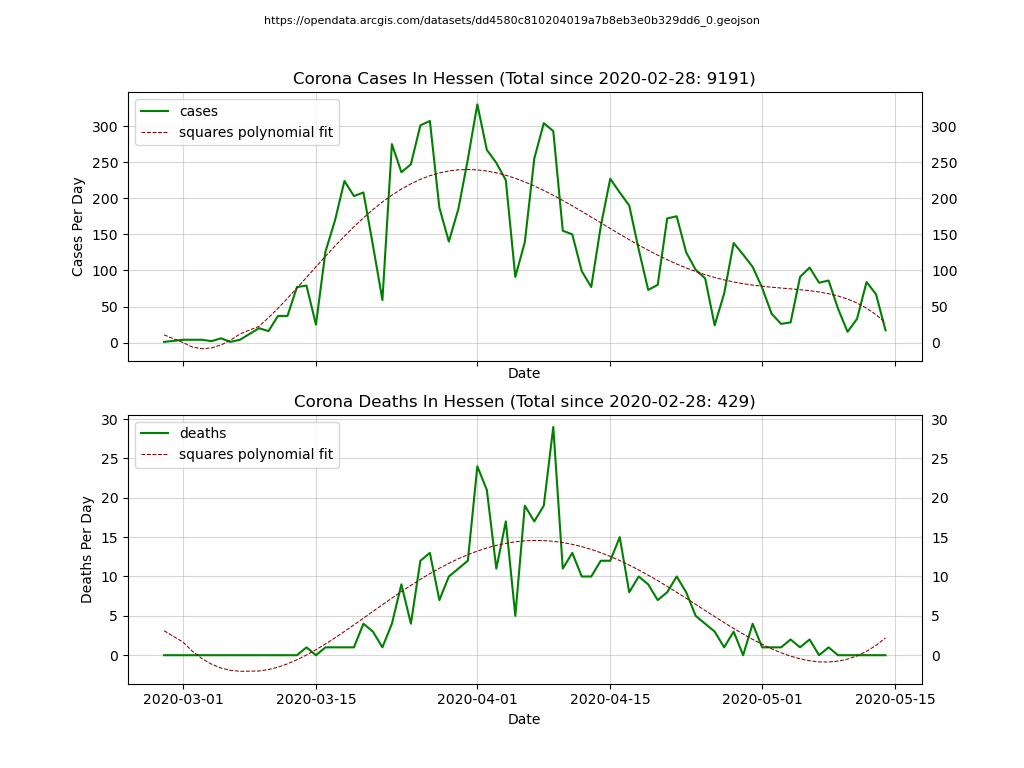 https://opendata.arcgis.com/datasets/dd4580c810204019a7b8eb3e0b329dd6_0.geojson
Corona Cases In Hessen (Total since 2020-02-28: 9191)
cases
squares polynomial fit
300 300
250 250
200 200
150 150
100 100
50 50
0 0
Cases Per Day
Date
Corona Deaths In Hessen (Total since 2020-02-28: 429)
deaths
squares polynomial fit
30 30
25 25
20 20
15 15
10 10
5 5
0 0
Deaths Per Day
2020-03-01 2020-03-15 2020-04-01 2020-04-15 2020-05-01 2020-05-15
Date